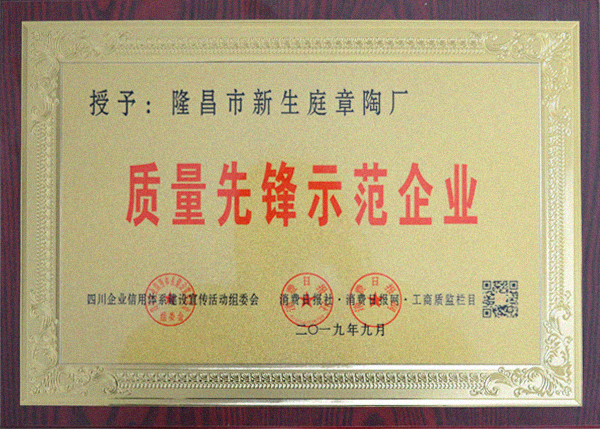 授予：隆昌市新生庭章陶厂
质量先锋示范企业
四川企业信用体系建设宣传活动组委会 消费日报社·消费日报网·工商质监栏目
二〇一九年九月